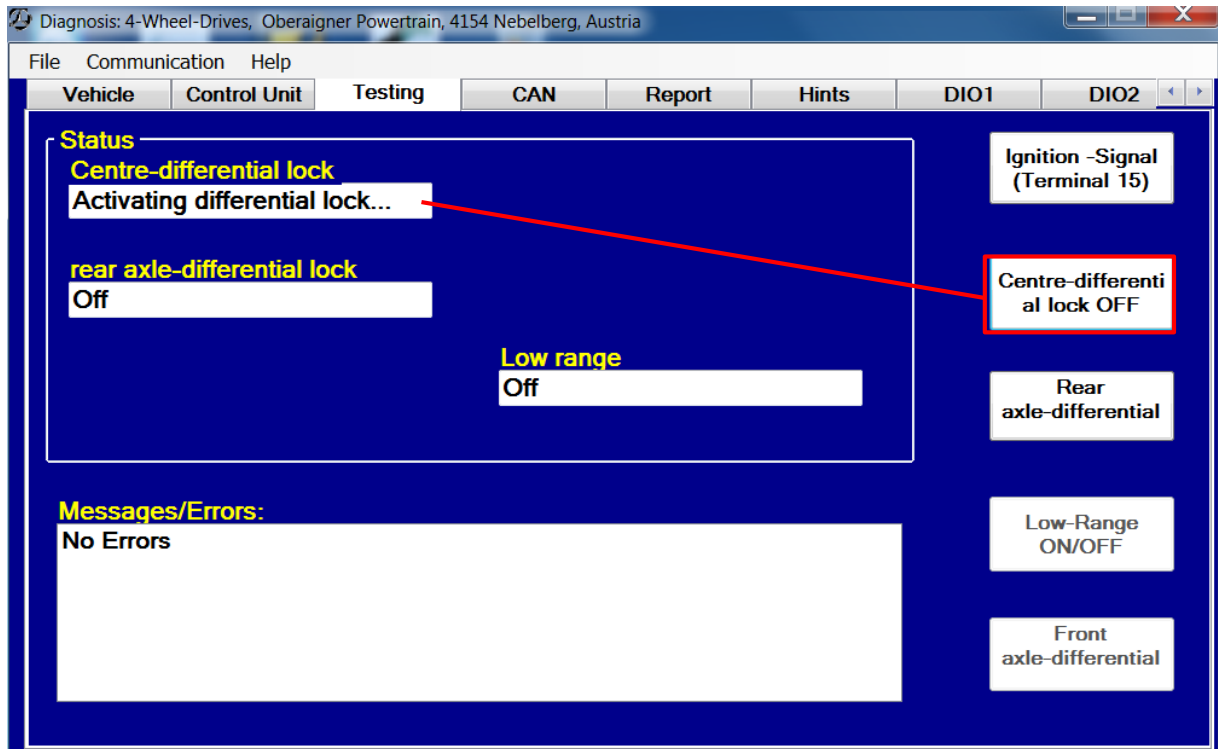 Diagnosis: 4-Wheel-Drives, Oberaigner Powertrain, 4154 Nebelberg, Austria
File Communication Help
Vehicle Control Unit Testing CAN Report Hints DIO1 DIO2
Status
Centre-differential lock
Activating differential lock...
rear axle-differential lock
Off
Low range
Off
Messages/Errors:
No Errors
Ignition -Signal
(Terminal 15)
Centre-differenti
al lock OFF
Rear
axle-differential
Low-Range
ON/OFF
Front
axle-differential